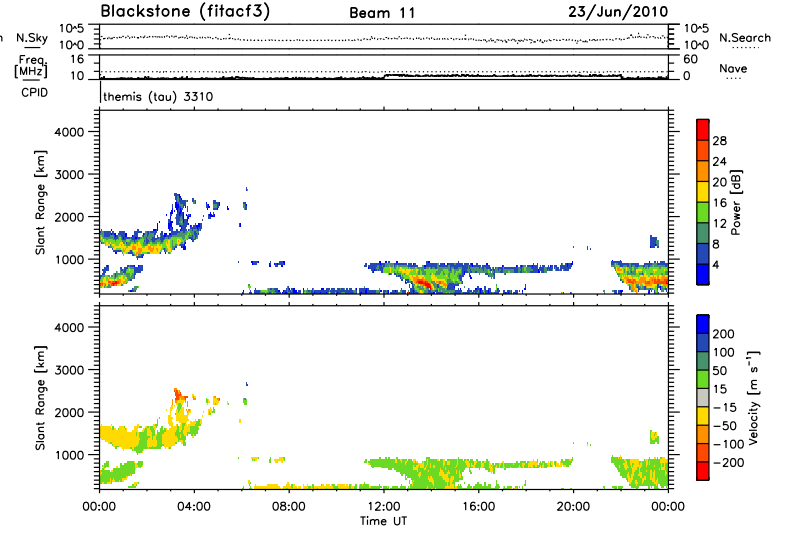 Blackstone (fitacf3) Beam 11 23/Jun/2010
N.Sky 10^5 10^5 N.Search
10^0 10^0
Freq. 16 60 Nave
[MHz] 10 0
CPID themis (tau) 3310
Slant Range [km]
4000
3000
2000
1000
Power [dB]
28
24
20
16
12
8
4
Slant Range [km]
4000
3000
2000
1000
Velocity [m s⁻¹]
200
100
50
15
−15
−50
−100
−200
00:00 04:00 08:00 12:00 16:00 20:00 00:00
Time UT